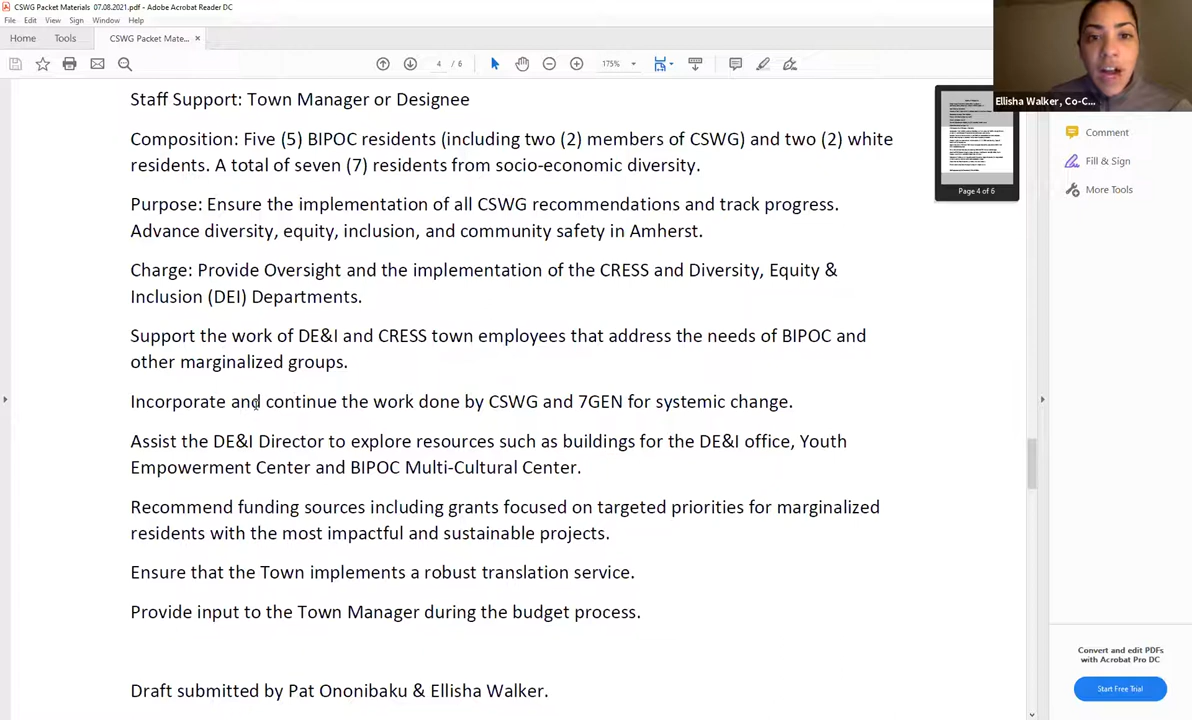 CSWG Packet Materials 07.08.2021.pdf - Adobe Acrobat Reader DC
File Edit View Sign Window Help
Home Tools CSWG Packet Mate... ×
4 / 6 175%
Staff Support: Town Manager or Designee
Composition: Five (5) BIPOC residents (including two (2) members of CSWG) and two (2) white
residents. A total of seven (7) residents from socio-economic diversity.
Purpose: Ensure the implementation of all CSWG recommendations and track progress.
Advance diversity, equity, inclusion, and community safety in Amherst.
Charge: Provide Oversight and the implementation of the CRESS and Diversity, Equity &
Inclusion (DEI) Departments.
Support the work of DE&I and CRESS town employees that address the needs of BIPOC and
other marginalized groups.
Incorporate and continue the work done by CSWG and 7GEN for systemic change.
Assist the DE&I Director to explore resources such as buildings for the DE&I office, Youth
Empowerment Center and BIPOC Multi-Cultural Center.
Recommend funding sources including grants focused on targeted priorities for marginalized
residents with the most impactful and sustainable projects.
Ensure that the Town implements a robust translation service.
Provide input to the Town Manager during the budget process.
Draft submitted by Pat Ononibaku & Ellisha Walker.
Page 4 of 6
Ellisha Walker, Co-C...
Comment
Fill & Sign
More Tools
Convert and edit PDFs
with Acrobat Pro DC
Start Free Trial